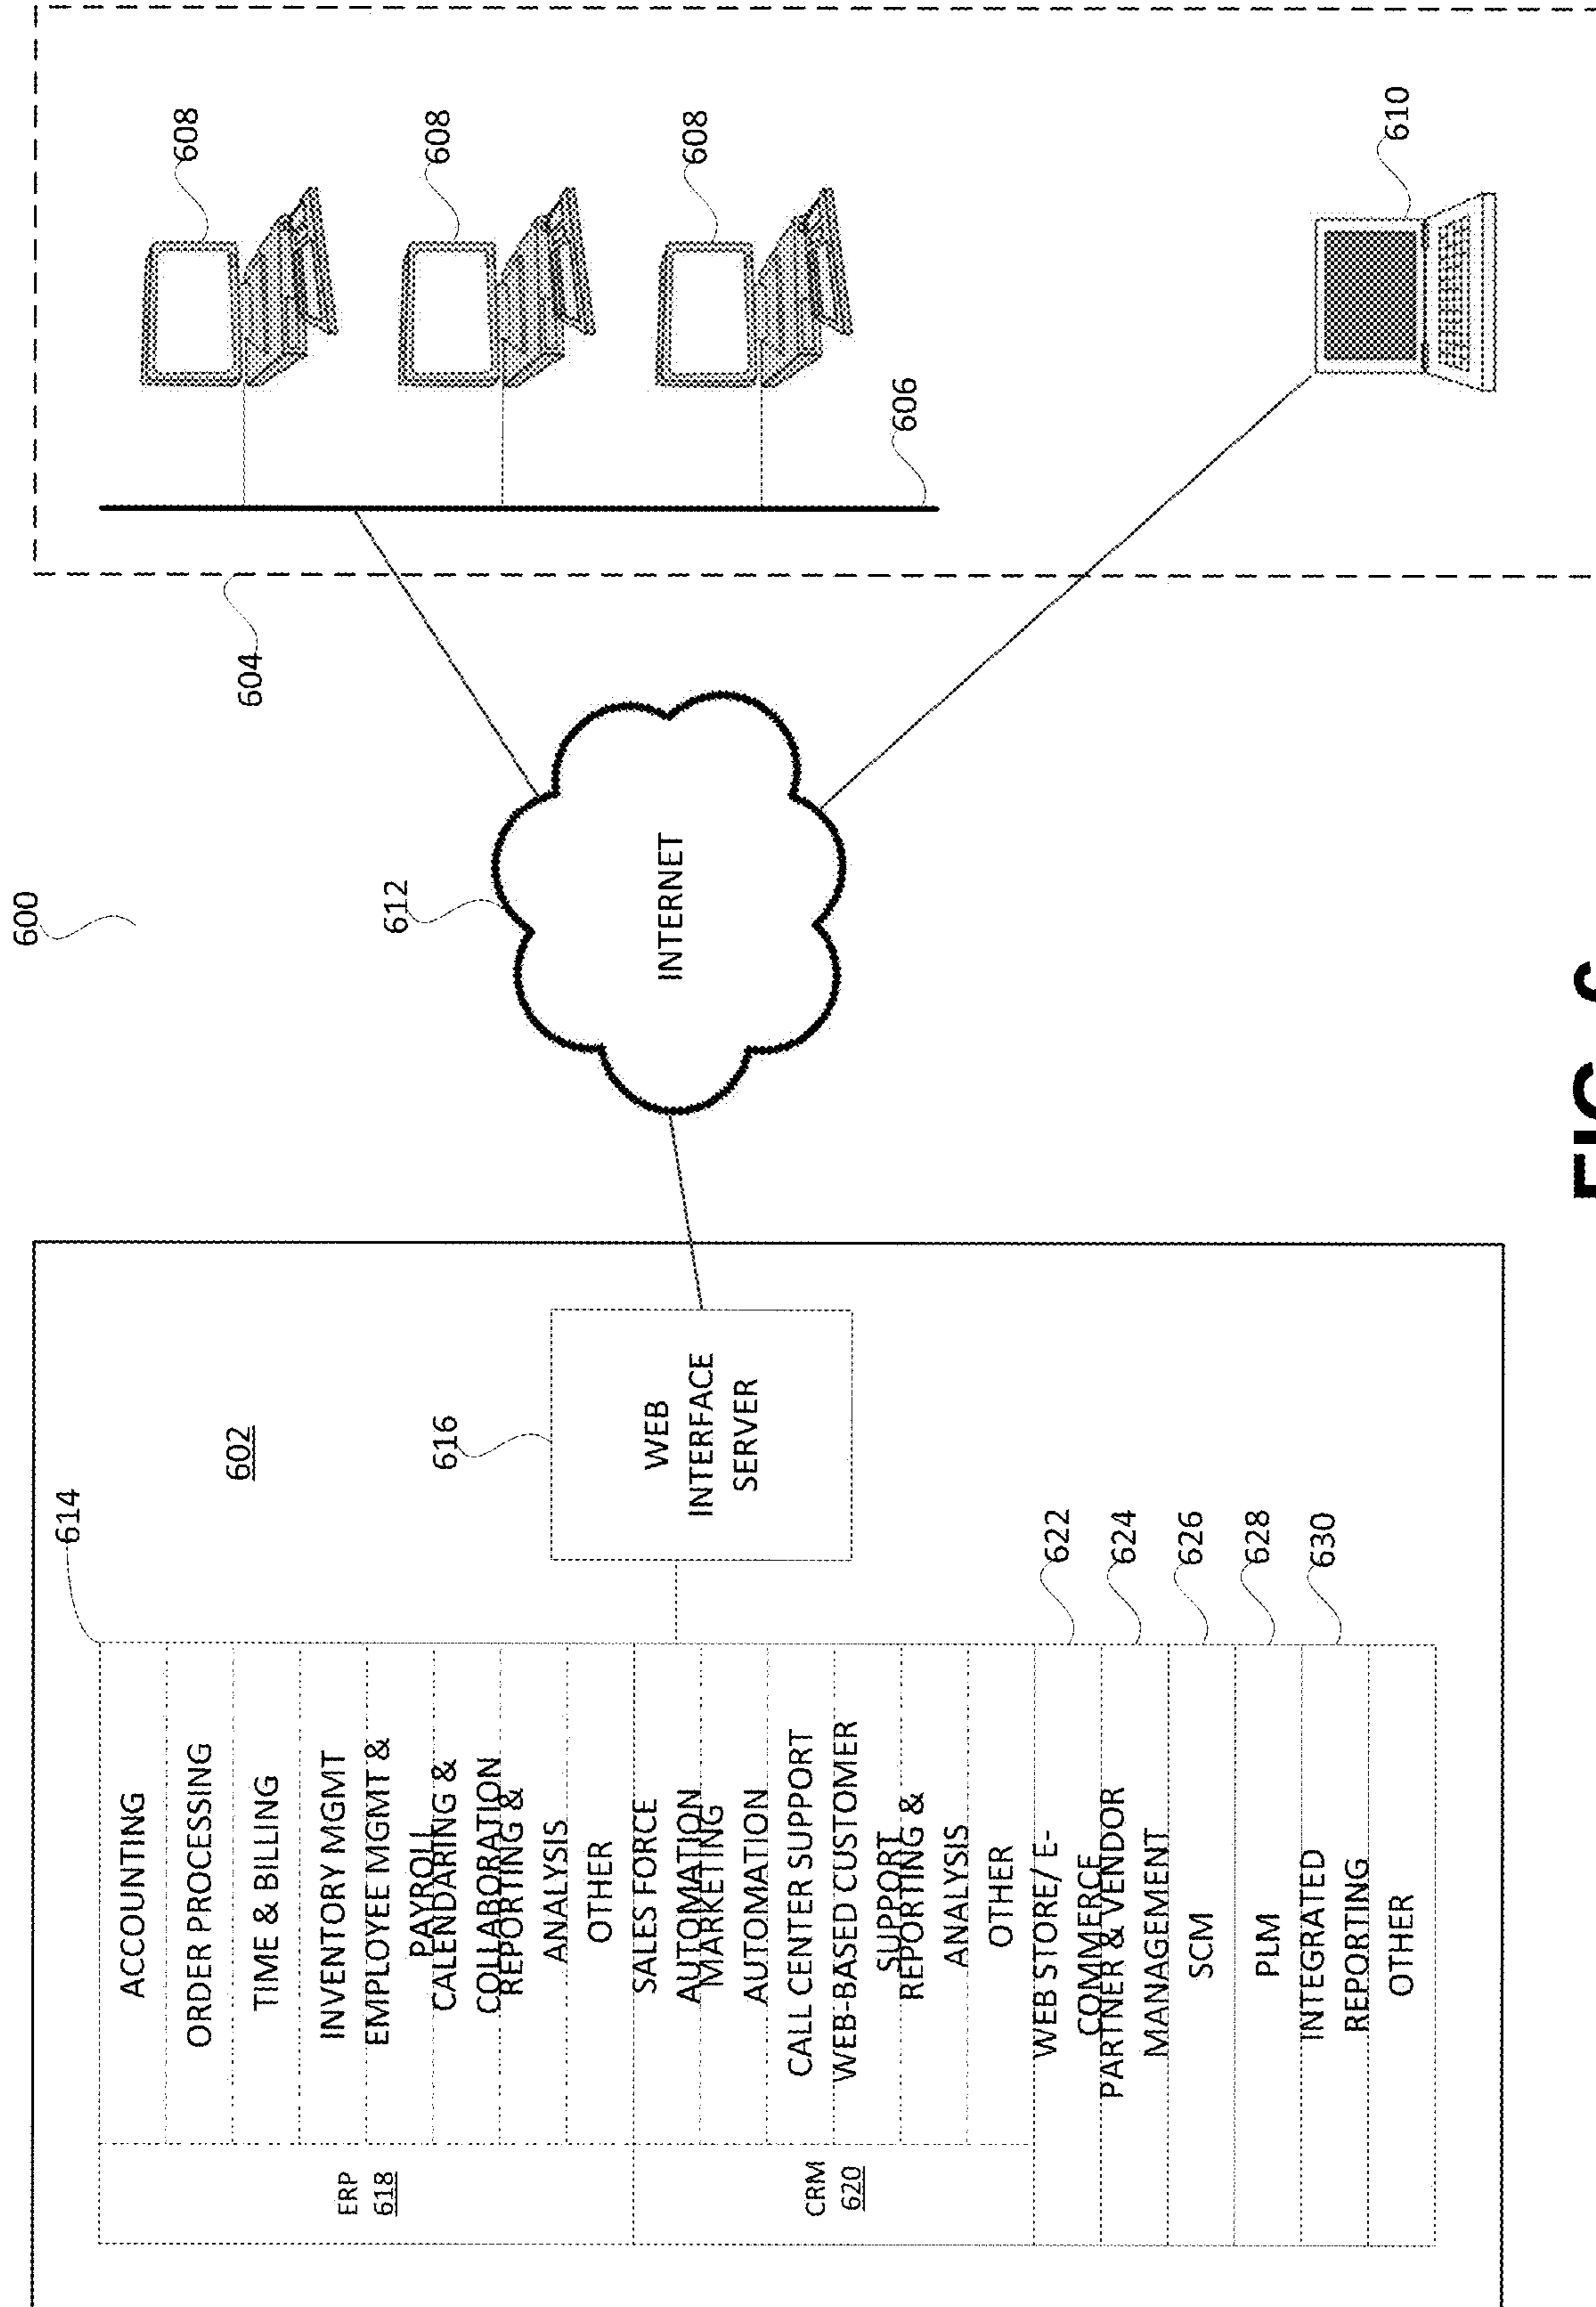 600
602
614
ACCOUNTING
ORDER PROCESSING
TIME & BILLING
INVENTORY MGMT
EMPLOYEE MGMT &
PAYROLL
CALENDARING &
COLLABORATION
REPORTING &
ANALYSIS
OTHER
ERP
618
SALES FORCE
AUTOMATION
MARKETING
AUTOMATION
CALL CENTER SUPPORT
WEB-BASED CUSTOMER
SUPPORT
REPORTING &
ANALYSIS
OTHER
CRM
620
WEB STORE/ E-
COMMERCE
622
PARTNER & VENDOR
MANAGEMENT
624
SCM
626
PLM
628
INTEGRATED
REPORTING
630
OTHER
616
WEB
INTERFACE
SERVER
612
INTERNET
604
606
608
608
608
610